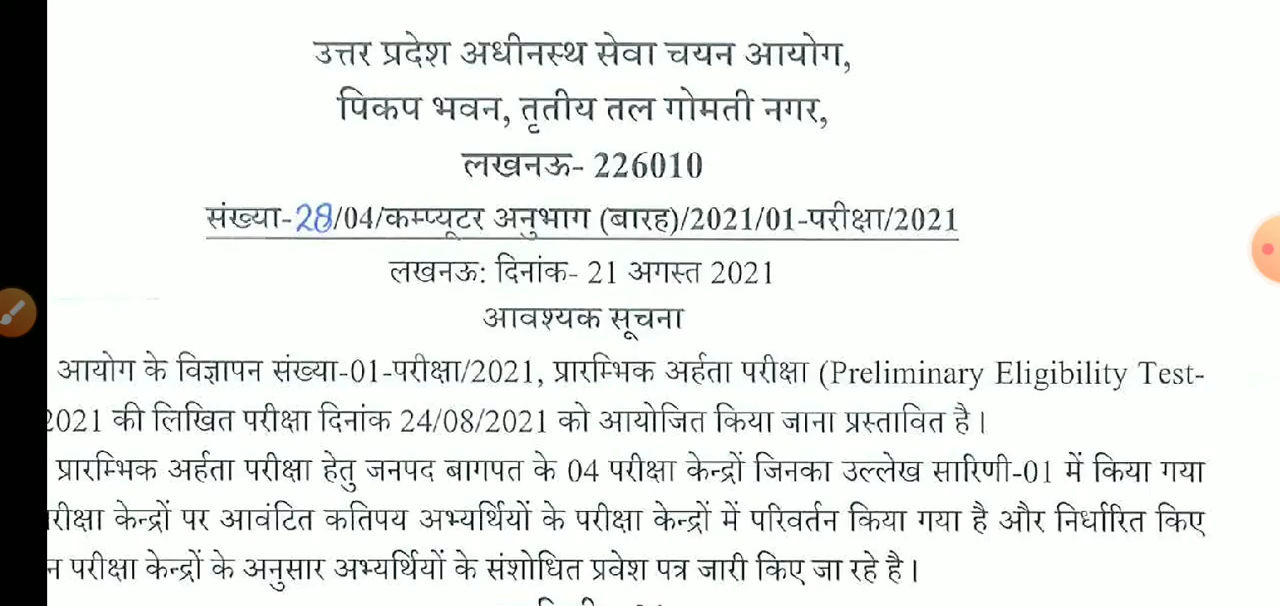 उत्तर प्रदेश अधीनस्थ सेवा चयन आयोग,
पिकप भवन, तृतीय तल गोमती नगर,
लखनऊ- 226010
संख्या-28/04/कम्प्यूटर अनुभाग (बारह)/2021/01-परीक्षा/2021
लखनऊ: दिनांक- 21 अगस्त 2021
आवश्यक सूचना
आयोग के विज्ञापन संख्या-01-परीक्षा/2021, प्रारम्भिक अर्हता परीक्षा (Preliminary Eligibility Test-
2021 की लिखित परीक्षा दिनांक 24/08/2021 को आयोजित किया जाना प्रस्तावित है।
प्रारम्भिक अर्हता परीक्षा हेतु जनपद बागपत के 04 परीक्षा केन्द्रों जिनका उल्लेख सारिणी-01 में किया गया
परीक्षा केन्द्रों पर आवंटित कतिपय अभ्यर्थियों के परीक्षा केन्द्रों में परिवर्तन किया गया है और निर्धारित किए
परीक्षा केन्द्रों के अनुसार अभ्यर्थियों के संशोधित प्रवेश पत्र जारी किए जा रहे है।